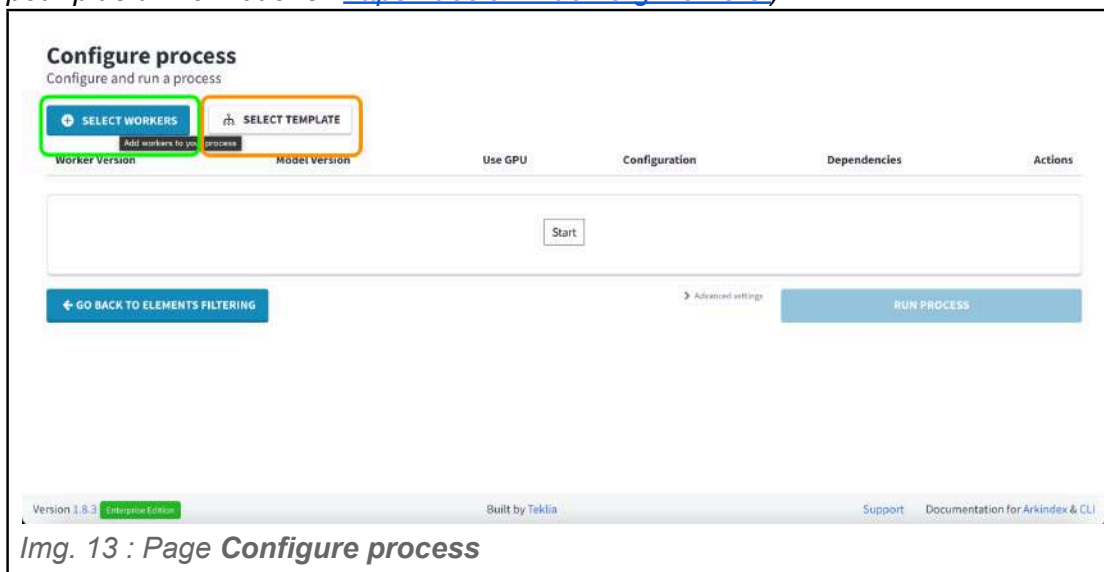 Configure process
Configure and run a process
SELECT WORKERS
SELECT TEMPLATE
Add workers to your process
Worker Version Model Version Use GPU Configuration Dependencies Actions
Start
GO BACK TO ELEMENTS FILTERING
Advanced settings
RUN PROCESS
Version 1.8.3 Enterprise Edition Built by Teklia Support Documentation for Arkindex & CLI
Img. 13 : Page Configure process